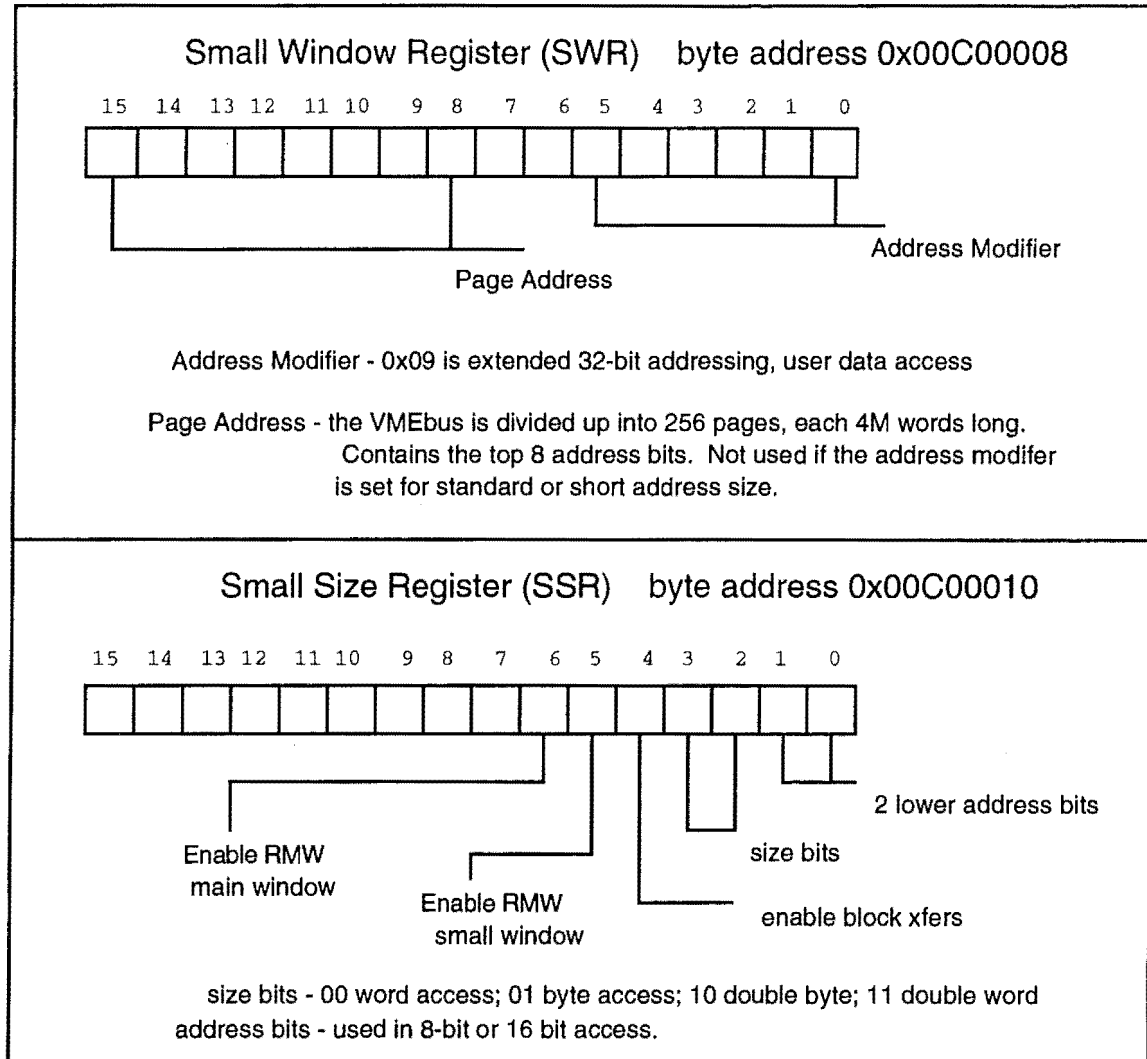 Small Window Register (SWR) byte address 0x00C00008
15 14 13 12 11 10 9 8 7 6 5 4 3 2 1 0
Address Modifier
Page Address
Address Modifier - 0x09 is extended 32-bit addressing, user data access
Page Address - the VMEbus is divided up into 256 pages, each 4M words long.
Contains the top 8 address bits. Not used if the address modifer
is set for standard or short address size.
Small Size Register (SSR) byte address 0x00C00010
15 14 13 12 11 10 9 8 7 6 5 4 3 2 1 0
2 lower address bits
size bits
Enable RMW
main window
Enable RMW
small window
enable block xfers
size bits - 00 word access; 01 byte access; 10 double byte; 11 double word
address bits - used in 8-bit or 16 bit access.